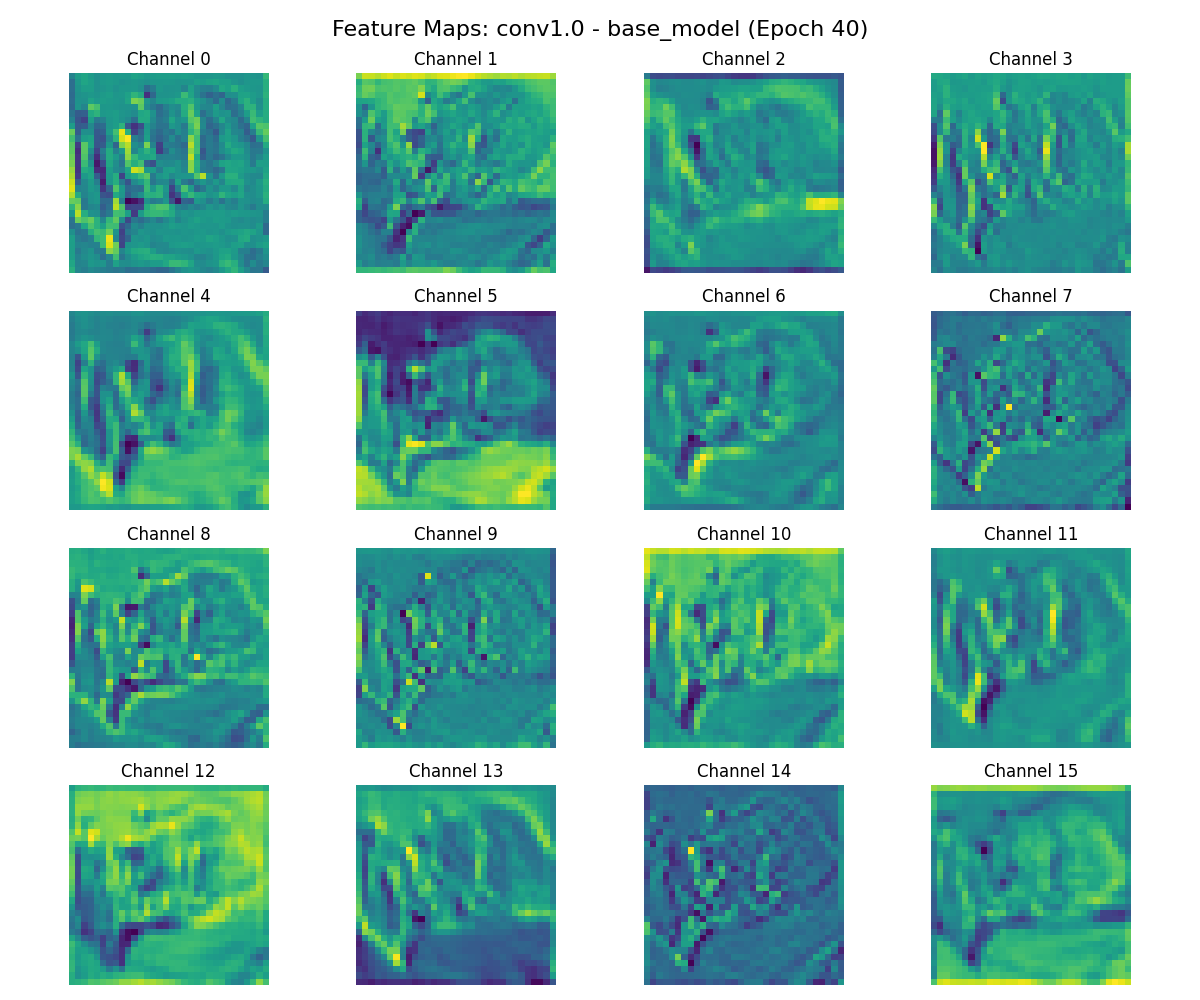 Feature Maps: conv1.0 - base_model (Epoch 40)
Channel 0
Channel 1
Channel 2
Channel 3
Channel 4
Channel 5
Channel 6
Channel 7
Channel 8
Channel 9
Channel 10
Channel 11
Channel 12
Channel 13
Channel 14
Channel 15